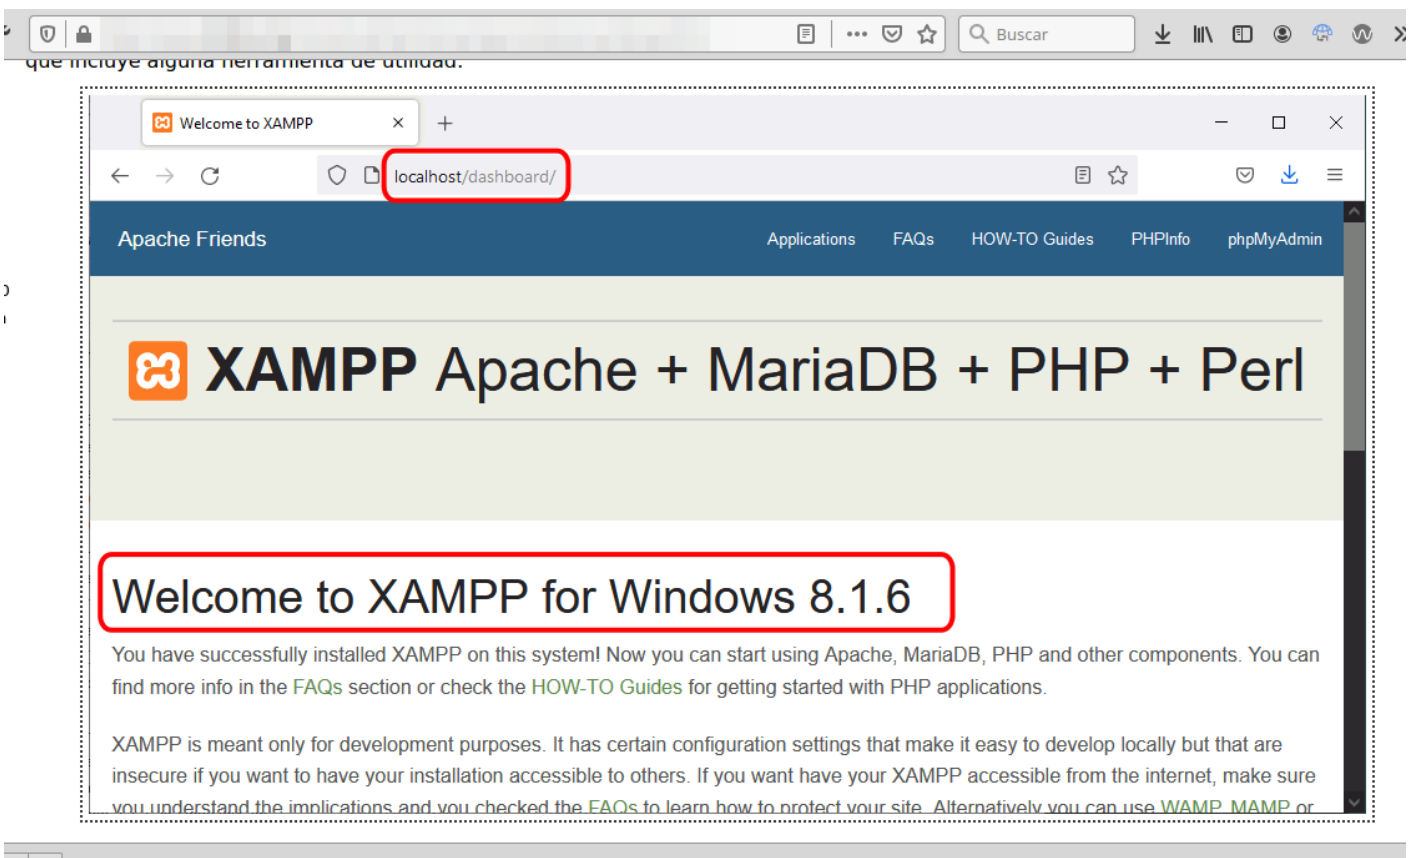 Buscar
que incluye alguna herramienta de utilidad:
Welcome to XAMPP
localhost/dashboard/
Apache Friends Applications FAQs HOW-TO Guides PHPInfo phpMyAdmin
XAMPP Apache + MariaDB + PHP + Perl
Welcome to XAMPP for Windows 8.1.6
You have successfully installed XAMPP on this system! Now you can start using Apache, MariaDB, PHP and other components. You can
find more info in the FAQs section or check the HOW-TO Guides for getting started with PHP applications.
XAMPP is meant only for development purposes. It has certain configuration settings that make it easy to develop locally but that are
insecure if you want to have your installation accessible to others. If you want have your XAMPP accessible from the internet, make sure
you understand the implications and you checked the FAQs to learn how to protect your site. Alternatively you can use WAMP, MAMP or